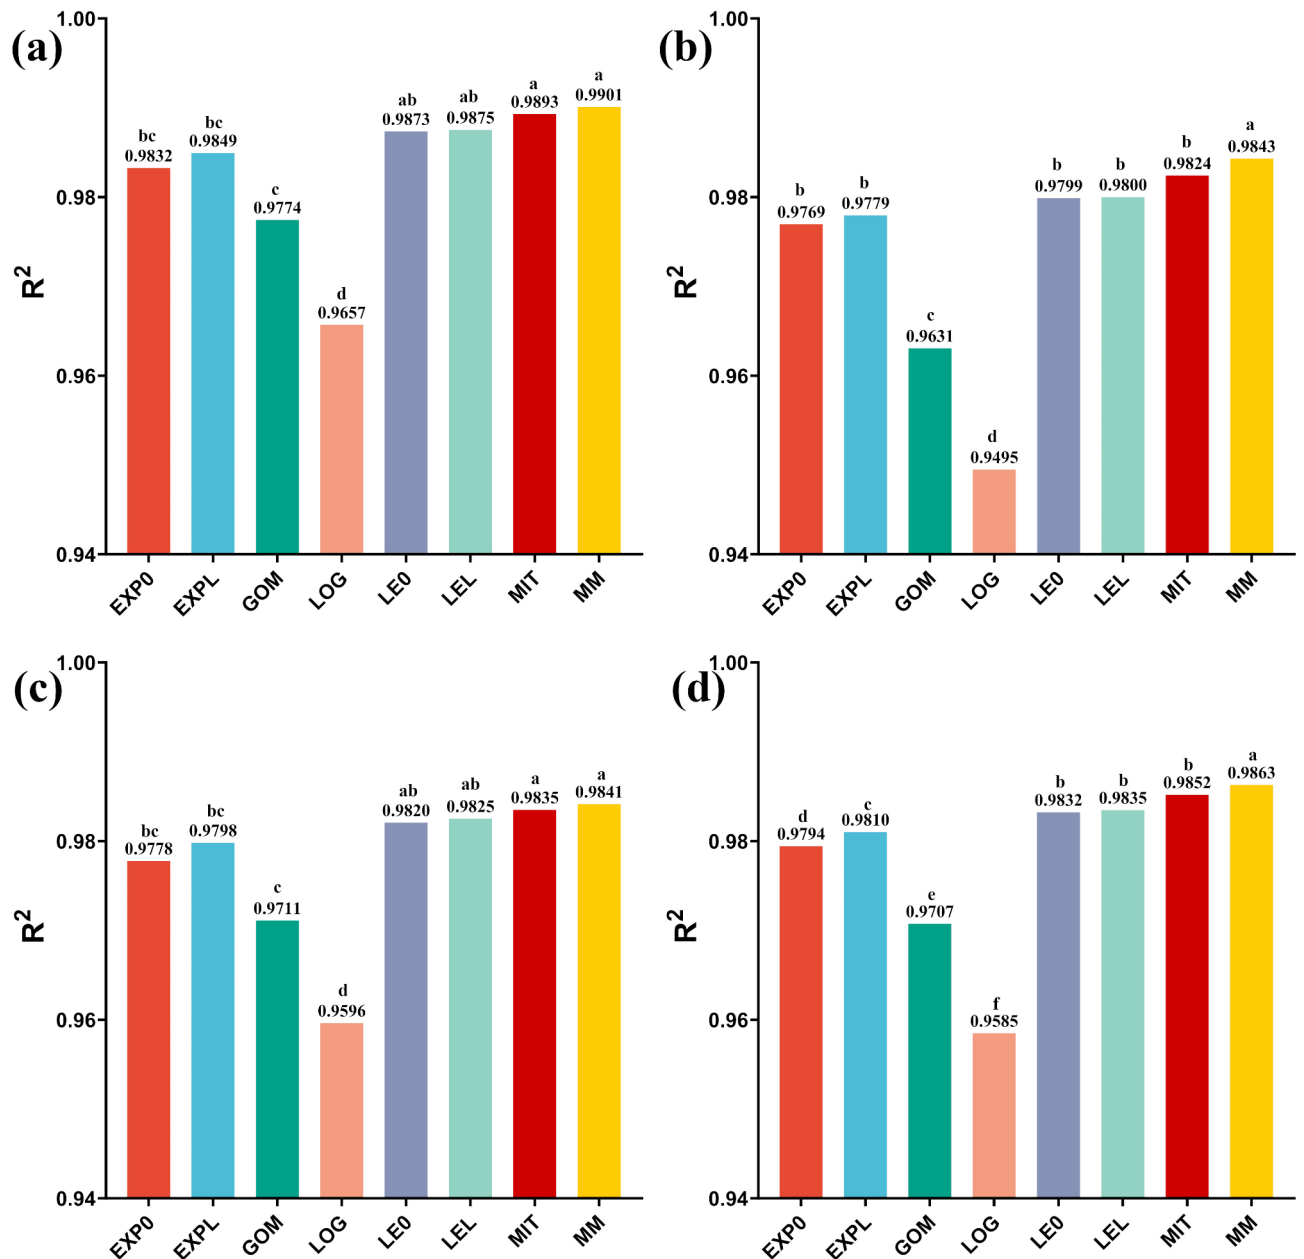 (a)
R²
1.00
0.98
0.96
0.94
bc
0.9832
bc
0.9849
c
0.9774
d
0.9657
ab
0.9873
ab
0.9875
a
0.9893
a
0.9901
EXP0
EXPL
GOM
LOG
LE0
LEL
MIT
MM
(b)
R²
1.00
0.98
0.96
0.94
b
0.9769
b
0.9779
c
0.9631
d
0.9495
b
0.9799
b
0.9800
b
0.9824
a
0.9843
EXP0
EXPL
GOM
LOG
LE0
LEL
MIT
MM
(c)
R²
1.00
0.98
0.96
0.94
bc
0.9778
bc
0.9798
c
0.9711
d
0.9596
ab
0.9820
ab
0.9825
a
0.9835
a
0.9841
EXP0
EXPL
GOM
LOG
LE0
LEL
MIT
MM
(d)
R²
1.00
0.98
0.96
0.94
d
0.9794
c
0.9810
e
0.9707
f
0.9585
b
0.9832
b
0.9835
b
0.9852
a
0.9863
EXP0
EXPL
GOM
LOG
LE0
LEL
MIT
MM